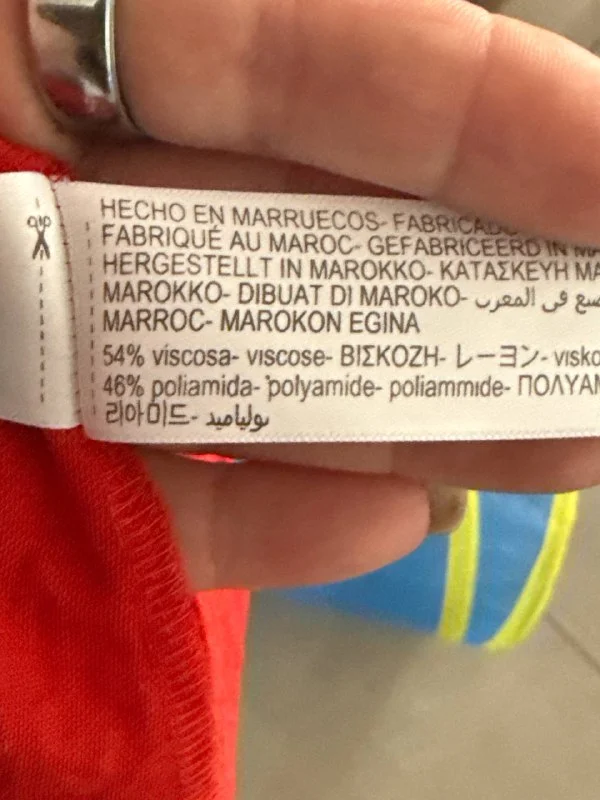 HECHO EN MARRUECOS- FABRICADO
FABRIQUÉ AU MAROC- GEFABRICEERD IN
HERGESTELLT IN MAROKKO- ΚΑΤΑΣΚΕΥΗ
MAROKKO- DIBUAT DI MAROKO- صنع في المغرب
MARROC- MAROKON EGINA
54% viscosa- viscose- ΒΙΣΚΟΖΗ- レーヨン-
46% poliamida- polyamide- poliammide-
리아미드- بولياميد